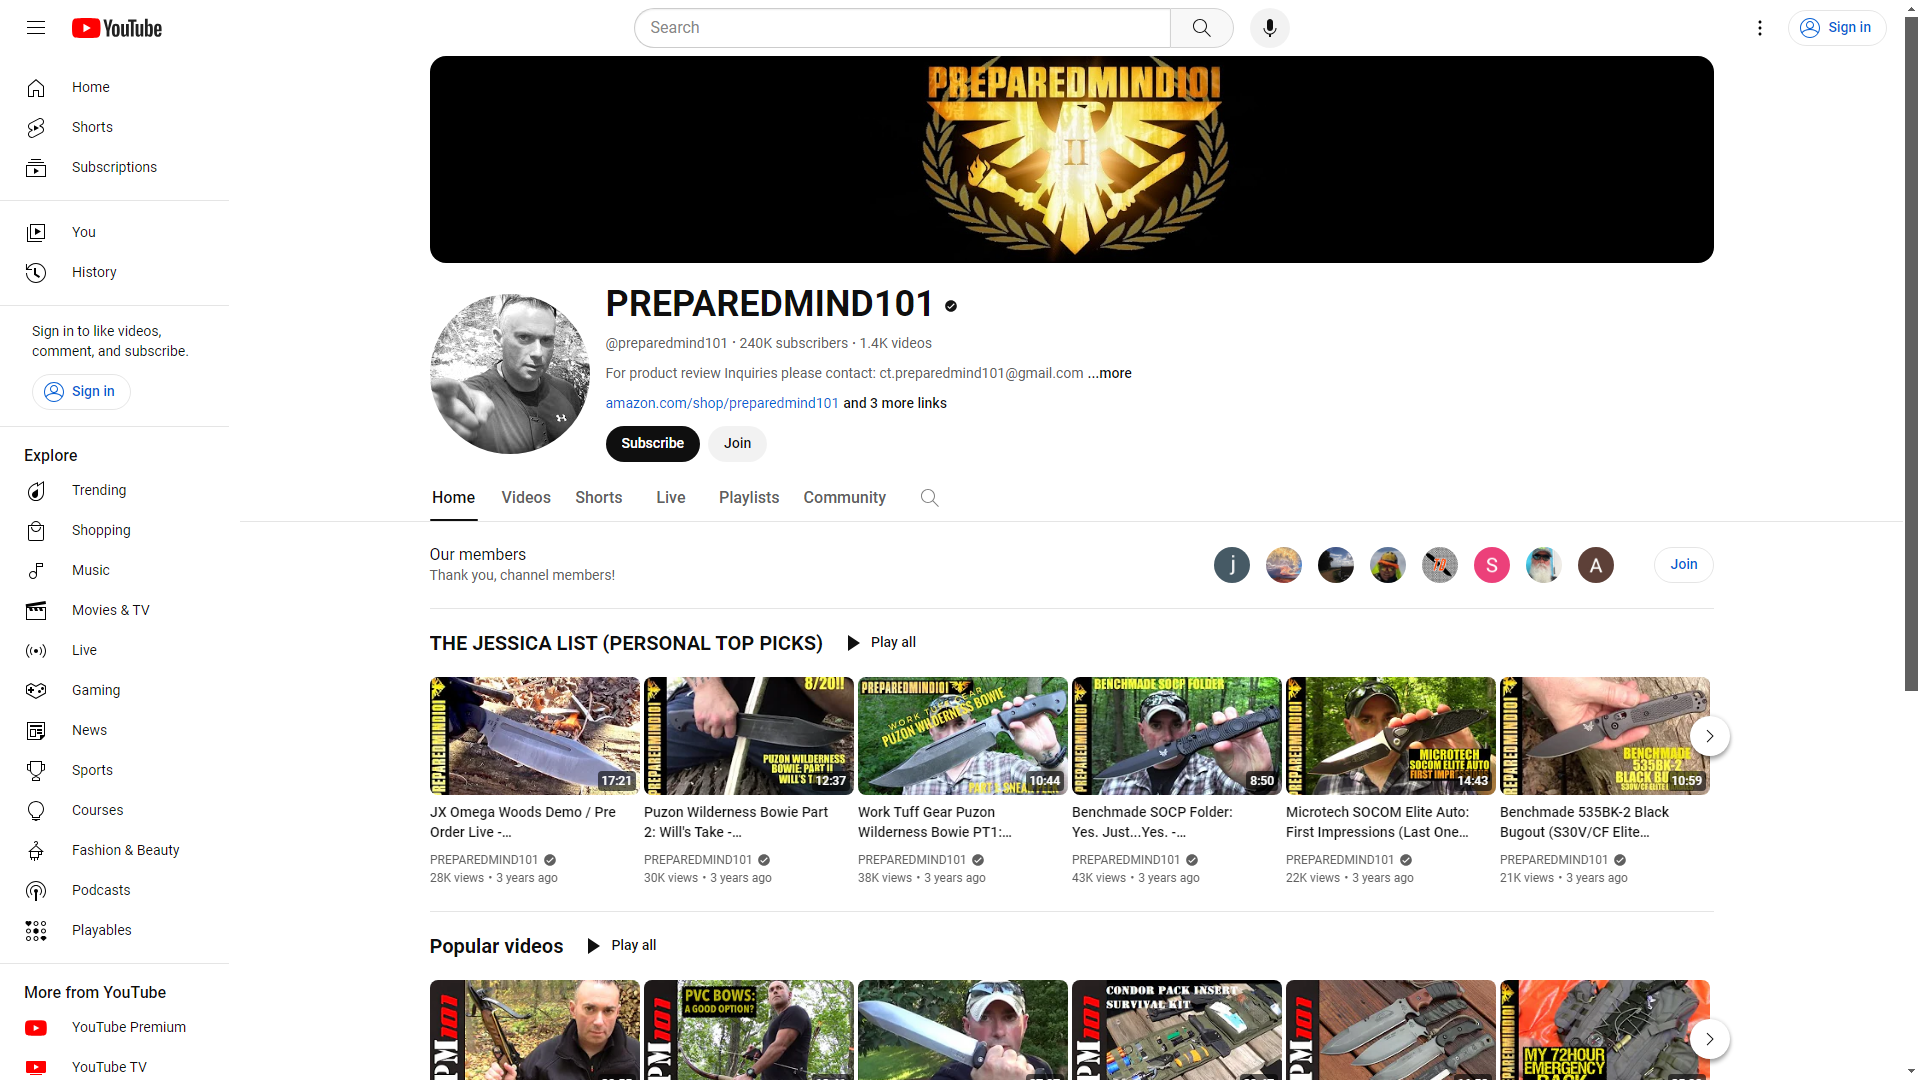 YouTube
Search
Sign in
Home
Shorts
Subscriptions
You
History
Sign in to like videos,
comment, and subscribe.
Sign in
Explore
Trending
Shopping
Music
Movies & TV
Live
Gaming
News
Sports
Courses
Fashion & Beauty
Podcasts
Playables
More from YouTube
YouTube Premium
YouTube TV
PREPAREDMIND101
II
PREPAREDMIND101
@preparedmind101 • 240K subscribers • 1.4K videos
For product review Inquiries please contact: ct.preparedmind101@gmail.com ...more
amazon.com/shop/preparedmind101 and 3 more links
Subscribe
Join
Home
Videos
Shorts
Live
Playlists
Community
Our members
Thank you, channel members!
j
S
A
Join
THE JESSICA LIST (PERSONAL TOP PICKS)
Play all
PREPAREDMIND101
17:21
JX Omega Woods Demo / Pre
Order Live -...
PREPAREDMIND101
28K views • 3 years ago
8/20!!
PUZON WILDERNESS
BOWIE: PART II
WILL'S T
12:37
Puzon Wilderness Bowie Part
2: Will's Take -...
PREPAREDMIND101
30K views • 3 years ago
PREPAREDMIND101
WORK TUFF GEAR
PUZON WILDERNESS BOWIE
10:44
Work Tuff Gear Puzon
Wilderness Bowie PT1:...
PREPAREDMIND101
38K views • 3 years ago
BENCHMADE SOCP FOLDER
PREPAREDMIND101
8:50
Benchmade SOCP Folder:
Yes. Just...Yes. -...
PREPAREDMIND101
43K views • 3 years ago
PREPAREDMIND101
MICROTECH
SOCOM ELITE AUTO
FIRST IMPR
14:43
Microtech SOCOM Elite Auto:
First Impressions (Last One...
PREPAREDMIND101
22K views • 3 years ago
PREPAREDMIND101
BENCHMADE
535BK-2
BLACK BU
10:59
Benchmade 535BK-2 Black
Bugout (S30V/CF Elite...
PREPAREDMIND101
21K views • 3 years ago
Popular videos
Play all
PM101
PVC BOWS:
A GOOD OPTION?
PM101
CONDOR PACK INSERT
SURVIVAL KIT
PM101
PM101
PREPAREDMIND101
MY 72HOUR
EMERGENCY